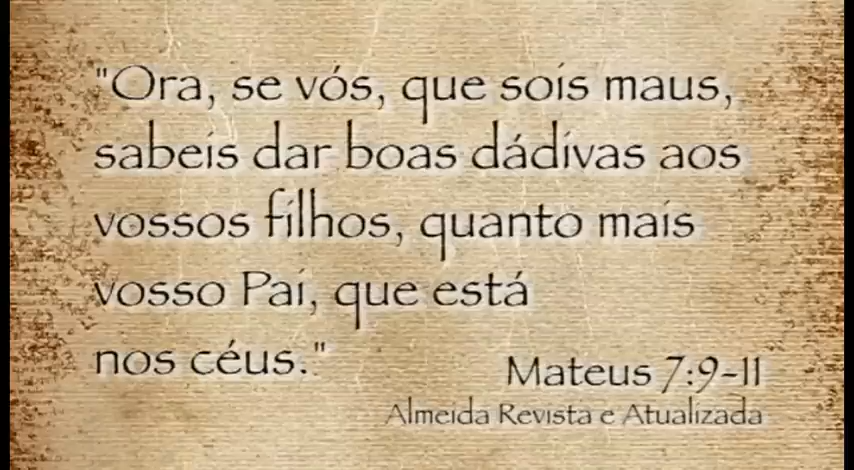 "Ora, se vós, que sois maus,
sabeis dar boas dádivas aos
vossos filhos, quanto mais
vosso Pai, que está
nos céus."
Mateus 7:9-11
Almeida Revista e Atualizada